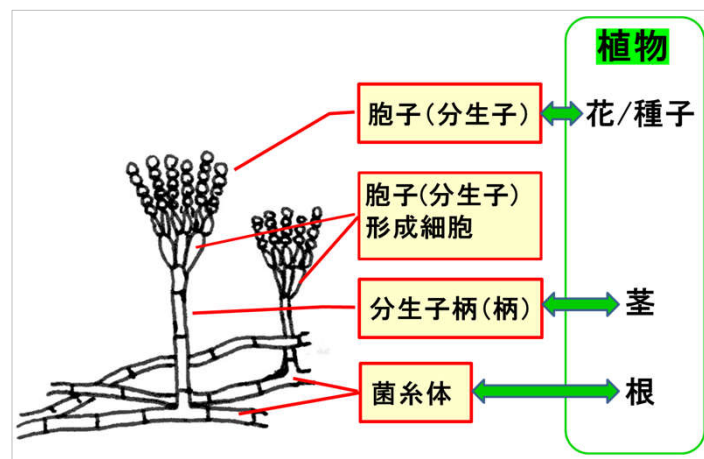 植物
胞子(分生子)
花/種子
胞子(分生子)
形成細胞
分生子柄(柄)
茎
菌糸体
根